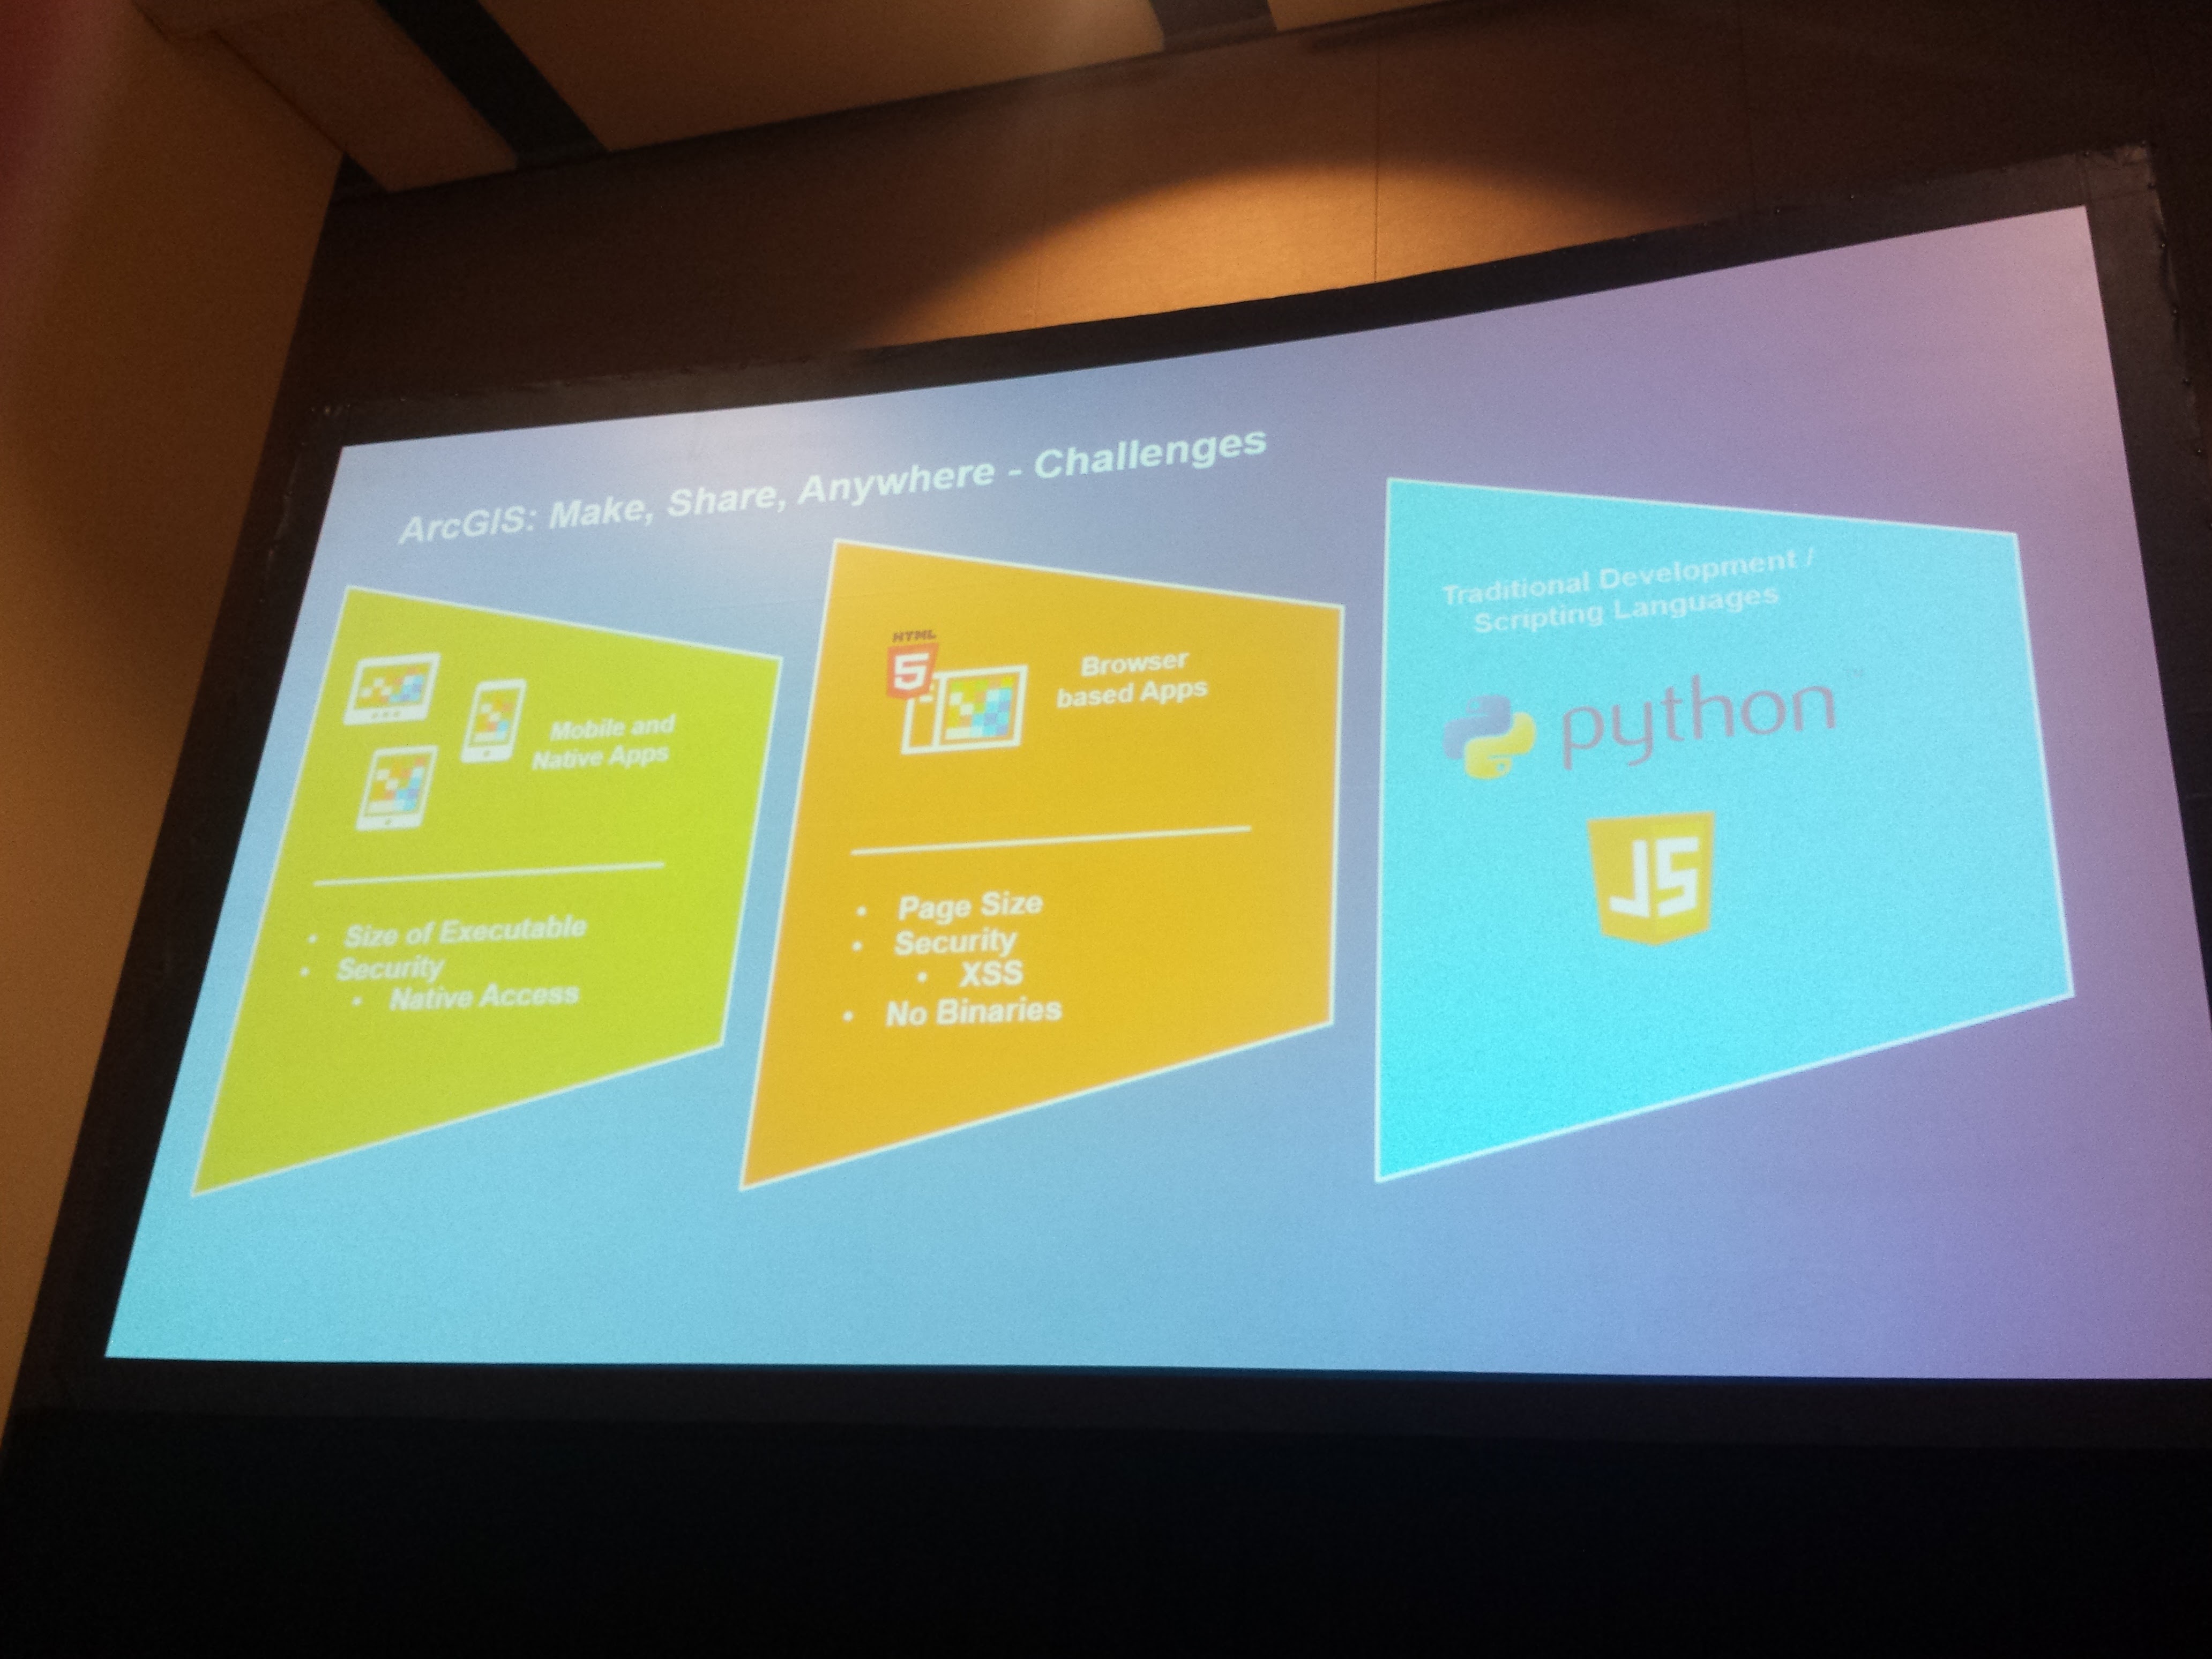 ArcGIS: Make, Share, Anywhere - Challenges
Mobile and
Native Apps
• Size of Executable
• Security
• Native Access
HTML
5
Browser
based Apps
• Page Size
• Security
• XSS
• No Binaries
Traditional Development /
Scripting Languages
python™
JS